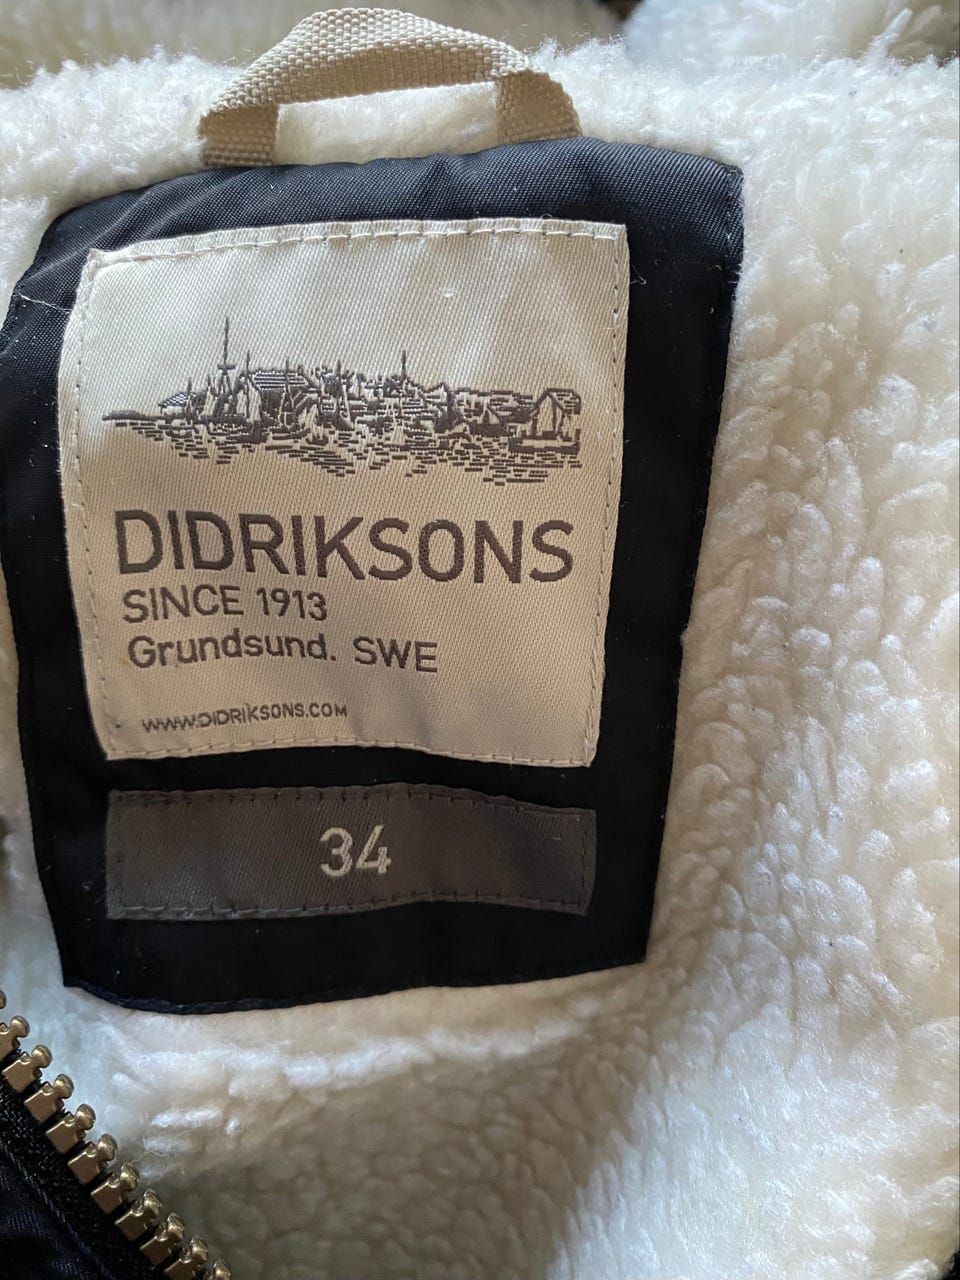 DIDRIKSONS
SINCE 1913
Grundsund. SWE
WWW.DIDRIKSONS.COM
34